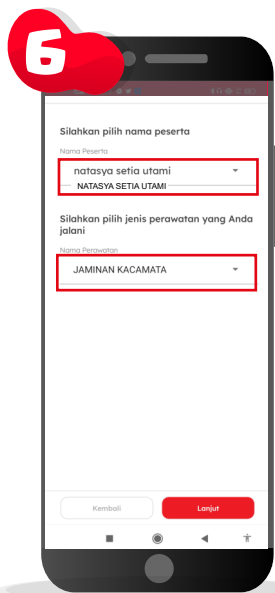 6
Silahkan pilih nama peserta
Nama Peserta
natasya setia utami
NATASYA SETIA UTAMI
Silahkan pilih jenis perawatan yang Anda
jalani
Nama Perawatan
JAMINAN KACAMATA
Kembali
Lanjut